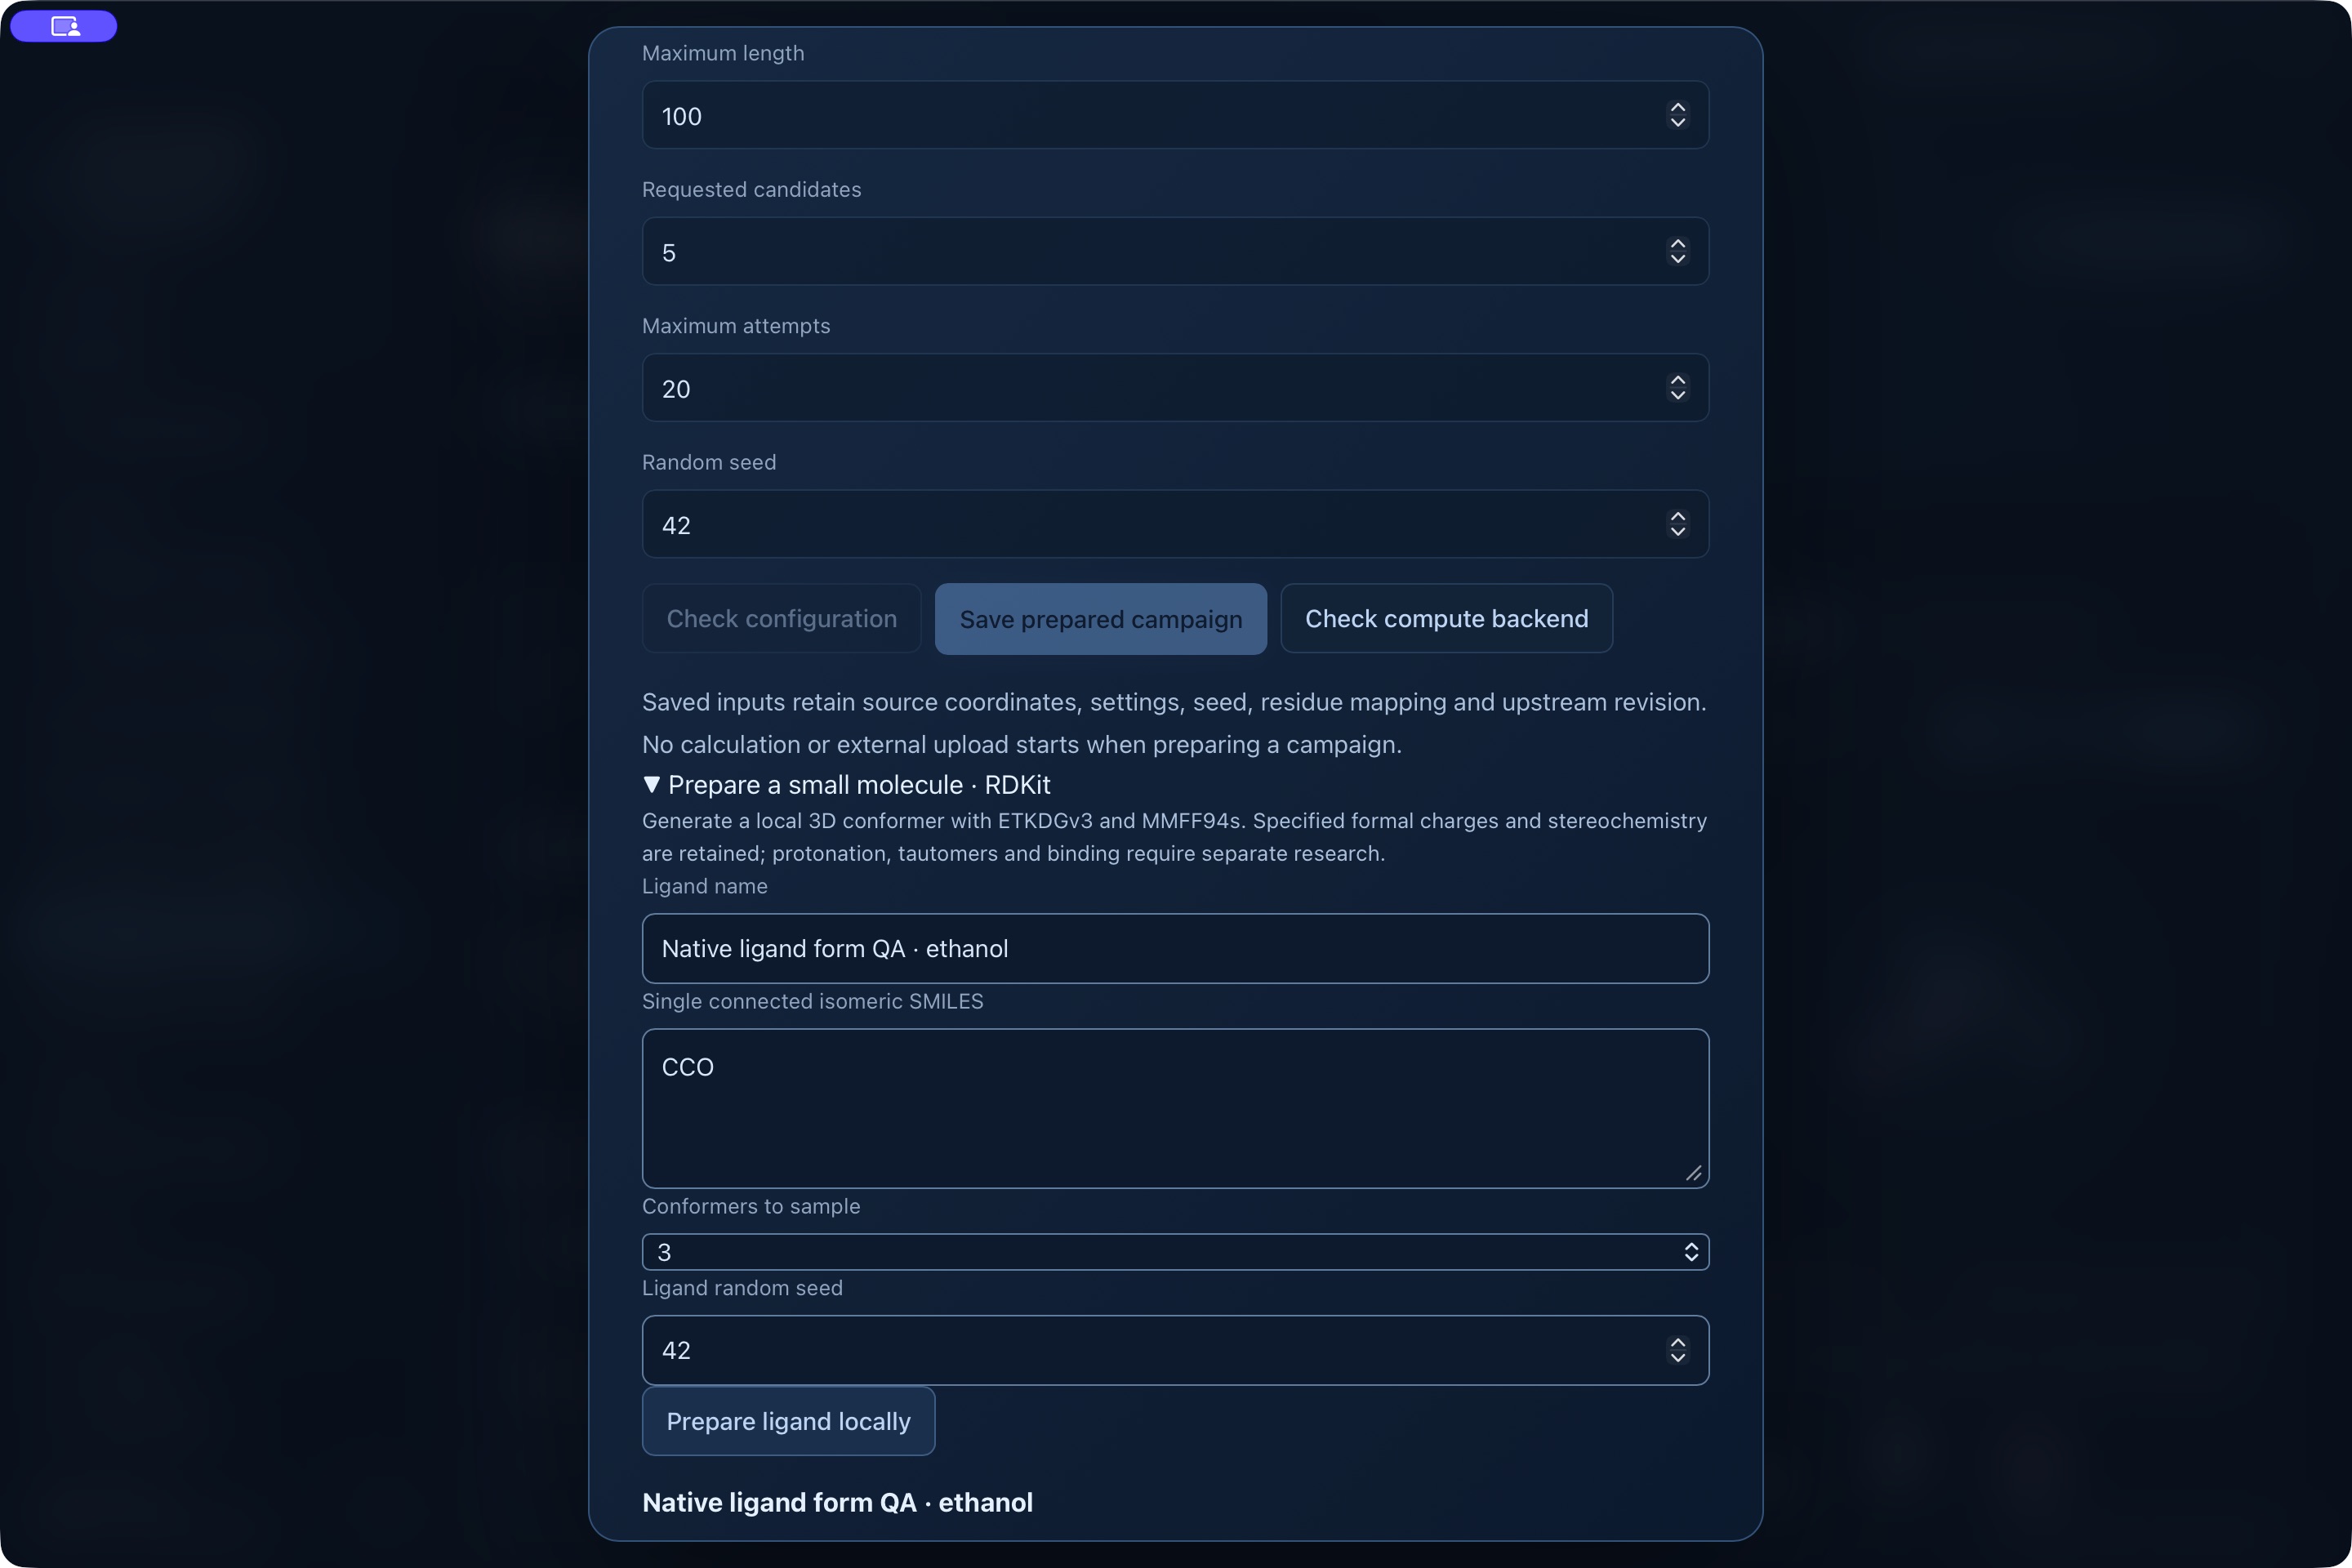 Maximum length
100
Requested candidates
5
Maximum attempts
20
Random seed
42
Check configuration
Save prepared campaign
Check compute backend
Saved inputs retain source coordinates, settings, seed, residue mapping and upstream revision.
No calculation or external upload starts when preparing a campaign.
▼ Prepare a small molecule · RDKit
Generate a local 3D conformer with ETKDGv3 and MMFF94s. Specified formal charges and stereochemistry
are retained; protonation, tautomers and binding require separate research.
Ligand name
Native ligand form QA · ethanol
Single connected isomeric SMILES
CCO
Conformers to sample
3
Ligand random seed
42
Prepare ligand locally
Native ligand form QA · ethanol